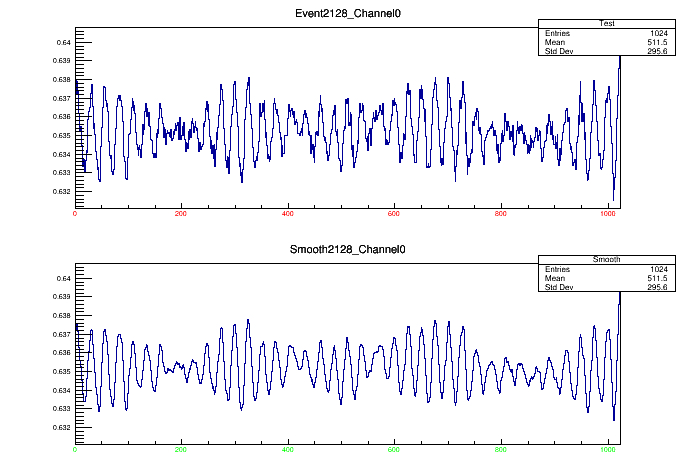 Event2128_Channel0
Test
Entries 1024
Mean 511.5
Std Dev 295.6
0.64
0.639
0.638
0.637
0.636
0.635
0.634
0.633
0.632
0 200 400 600 800 1000
Smooth2128_Channel0
Smooth
Entries 1024
Mean 511.5
Std Dev 295.6
0.64
0.639
0.638
0.637
0.636
0.635
0.634
0.633
0.632
0 200 400 600 800 1000